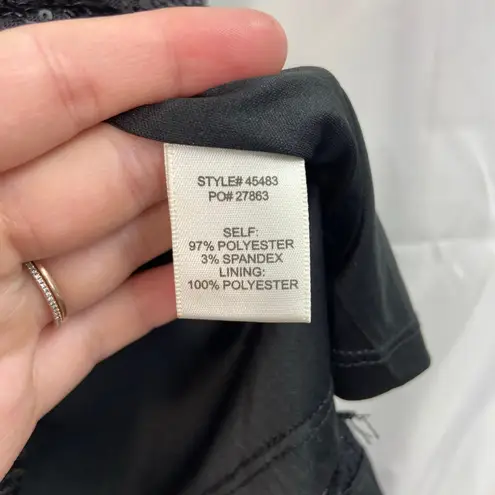 STYLE# 45483
PO# 27863
SELF:
97% POLYESTER
3% SPANDEX
LINING:
100% POLYESTER